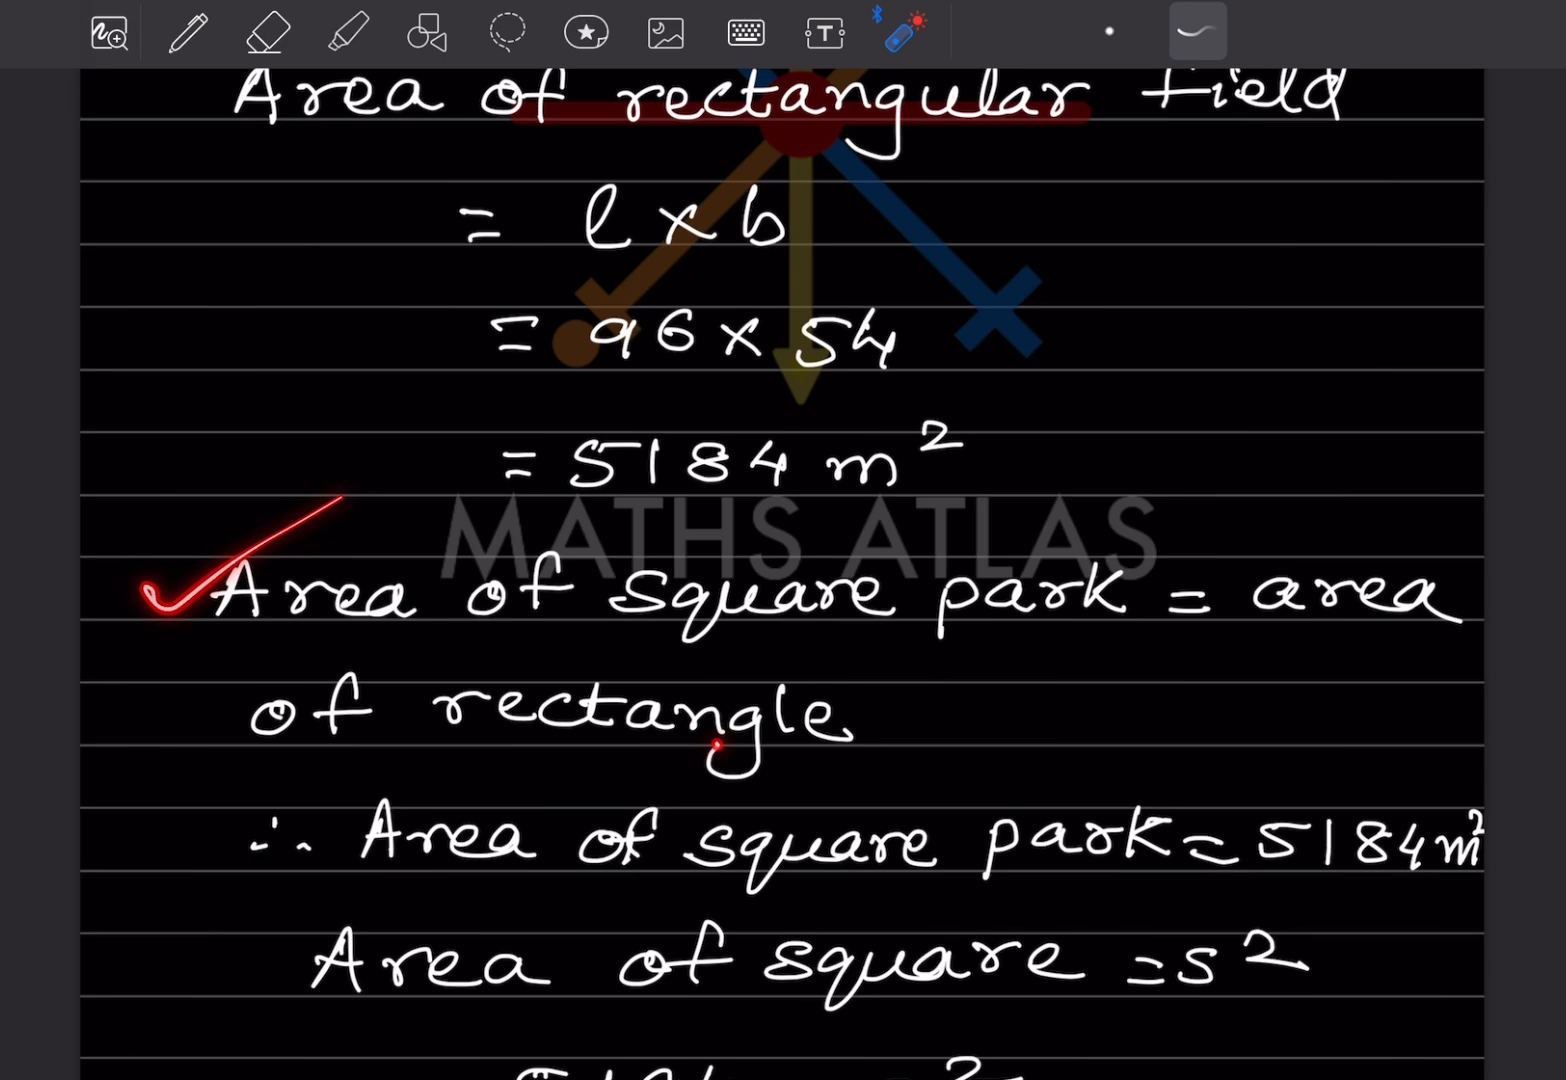 Area of rectangular field
= l × b
= 96 × 54
= 5184 m²
MATHS ATLAS
Area of square park = area
of rectangle
∴ Area of square park = 5184 m²
Area of square = s²